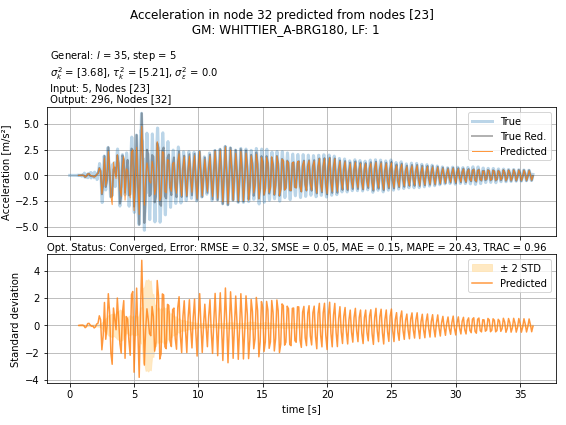 Acceleration in node 32 predicted from nodes [23]
GM: WHITTIER_A-BRG180, LF: 1
General: l = 35, step = 5
σ²ₖ = [3.68], τ²ₖ = [5.21], σ²ε = 0.0
Input: 5, Nodes [23]
Output: 296, Nodes [32]
Acceleration [m/s²]
5.0
2.5
0.0
−2.5
−5.0
True
True Red.
Predicted
Opt. Status: Converged, Error: RMSE = 0.32, SMSE = 0.05, MAE = 0.15, MAPE = 20.43, TRAC = 0.96
Standard deviation
4
2
0
−2
−4
± 2 STD
Predicted
0 5 10 15 20 25 30 35
time [s]